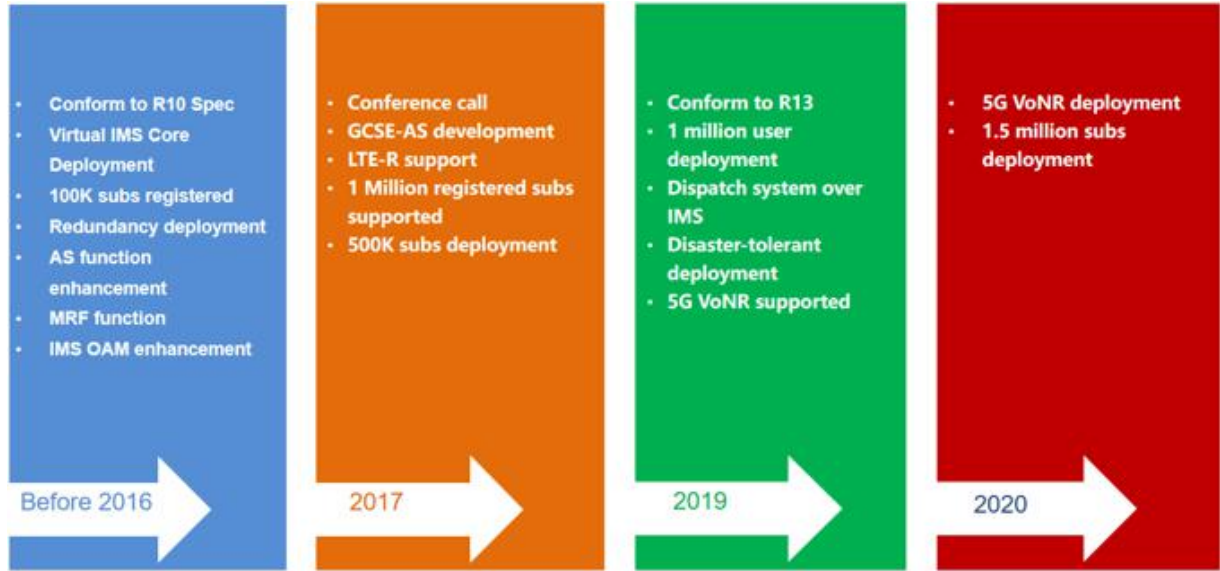 • Conform to R10 Spec
• Virtual IMS Core
Deployment
• 100K subs registered
• Redundancy deployment
• AS function
enhancement
• MRF function
• IMS OAM enhancement
Before 2016
• Conference call
• GCSE-AS development
• LTE-R support
• 1 Million registered subs
supported
• 500K subs deployment
2017
• Conform to R13
• 1 million user
deployment
• Dispatch system over
IMS
• Disaster-tolerant
deployment
• 5G VoNR supported
2019
• 5G VoNR deployment
• 1.5 million subs
deployment
2020